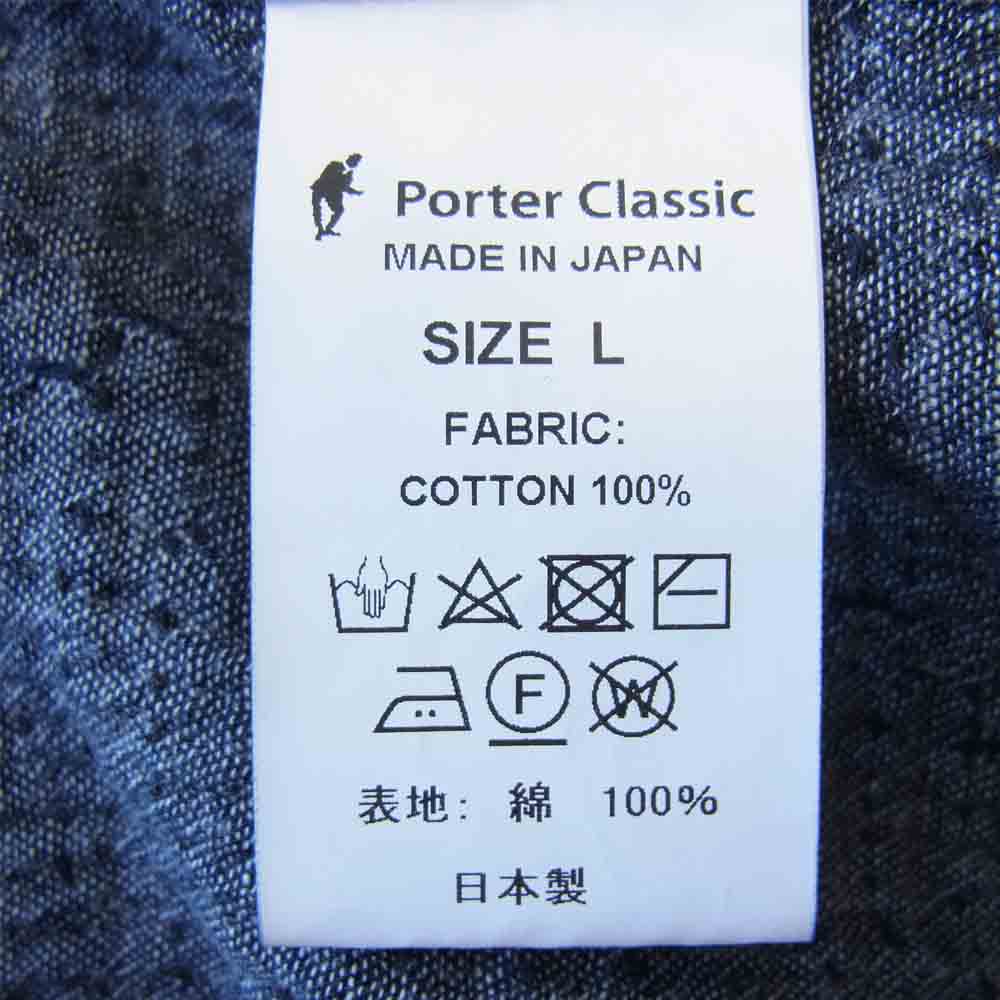 Porter Classic
MADE IN JAPAN
SIZE L
FABRIC:
COTTON 100%
F W
表地: 綿 100%
日本製